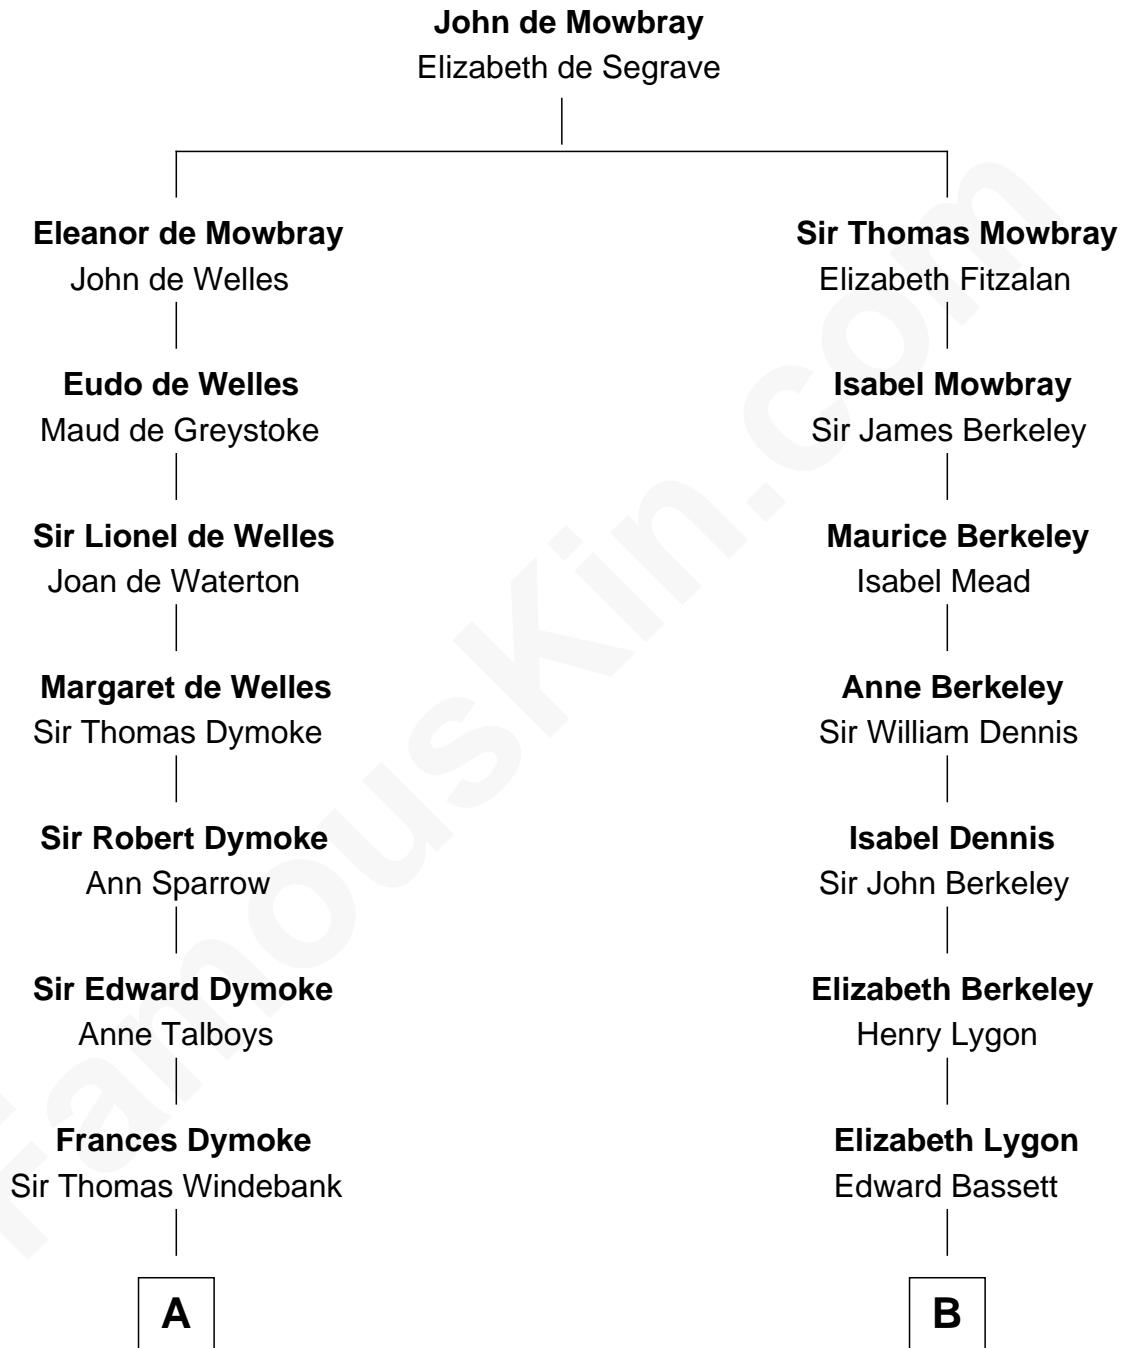 John de Mowbray
Elizabeth de Segrave
Eleanor de Mowbray
John de Welles
Sir Thomas Mowbray
Elizabeth Fitzalan
Eudo de Welles
Maud de Greystoke
Isabel Mowbray
Sir James Berkeley
Sir Lionel de Welles
Joan de Waterton
Maurice Berkeley
Isabel Mead
Margaret de Welles
Sir Thomas Dymoke
Anne Berkeley
Sir William Dennis
Sir Robert Dymoke
Ann Sparrow
Isabel Dennis
Sir John Berkeley
Sir Edward Dymoke
Anne Talboys
Elizabeth Berkeley
Henry Lygon
Frances Dymoke
Sir Thomas Windebank
Elizabeth Lygon
Edward Bassett
A
B
FamousKin.com